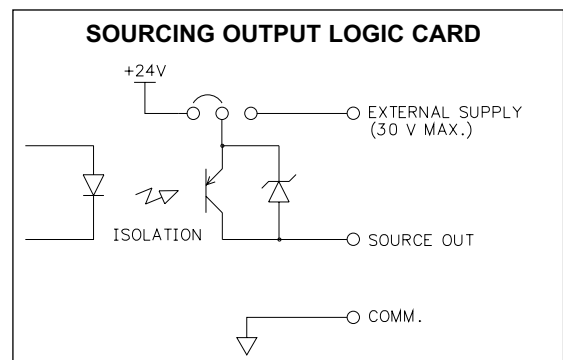 SOURCING OUTPUT LOGIC CARD
+24V
EXTERNAL SUPPLY
(30 V MAX.)
ISOLATION
SOURCE OUT
COMM.